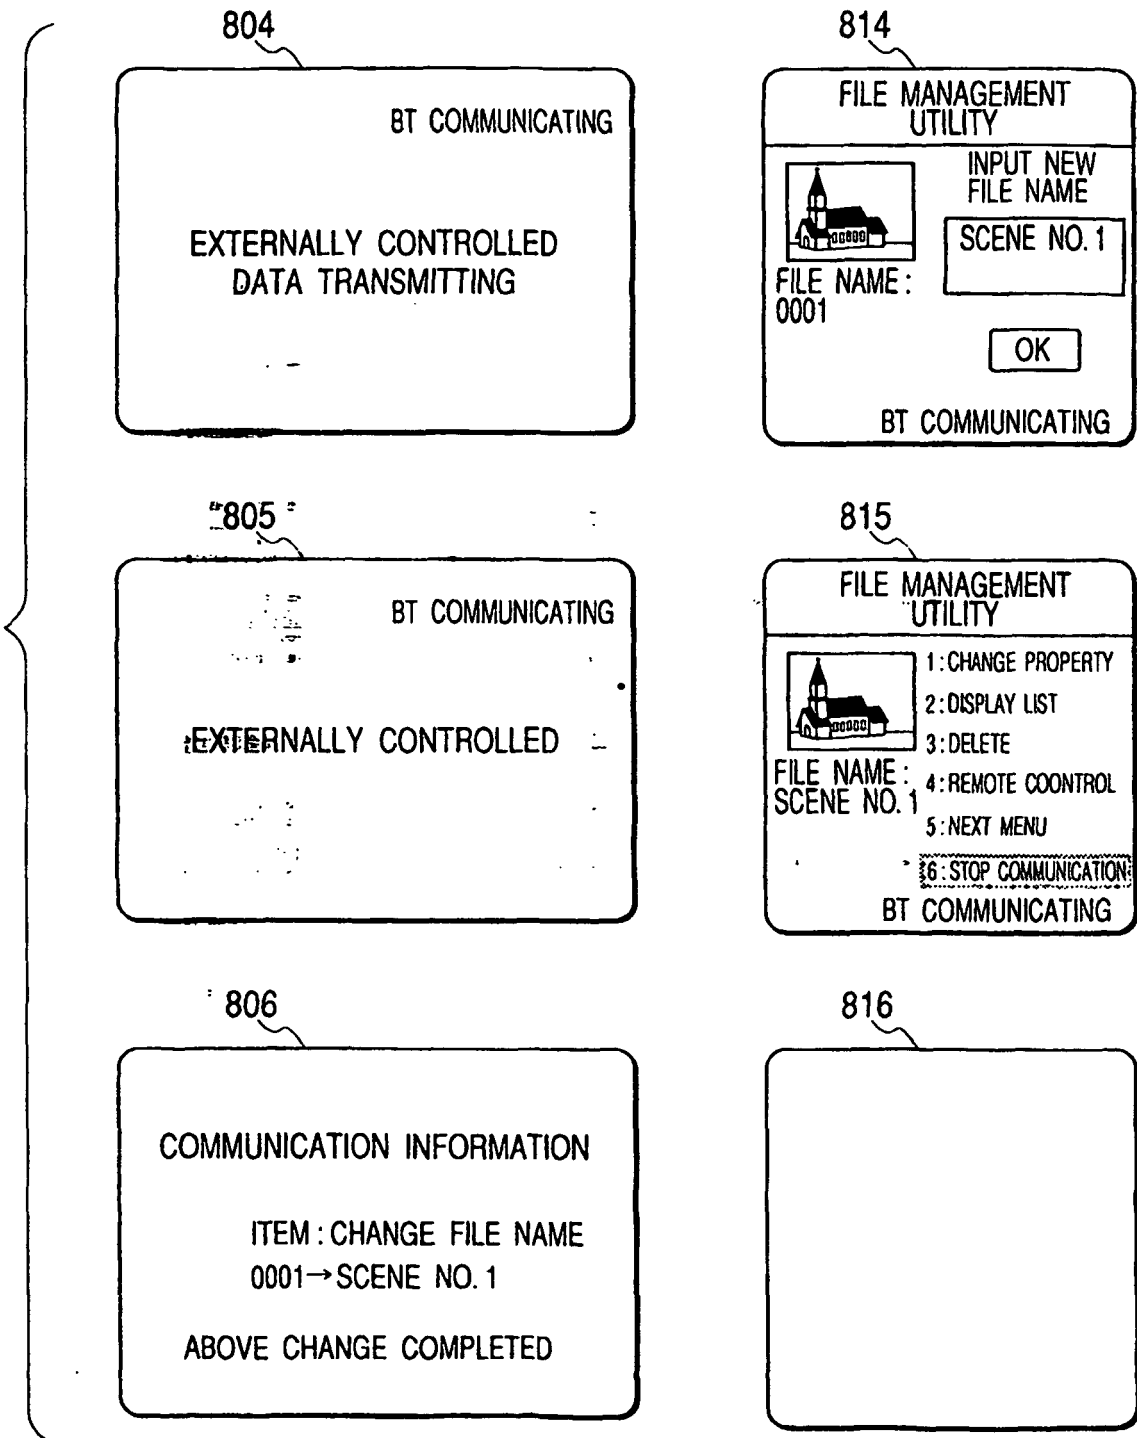 804
BT COMMUNICATING
EXTERNALLY CONTROLLED
DATA TRANSMITTING
814
FILE MANAGEMENT
UTILITY
INPUT NEW
FILE NAME
SCENE NO. 1
FILE NAME :
0001
OK
BT COMMUNICATING
805
BT COMMUNICATING
EXTERNALLY CONTROLLED
815
FILE MANAGEMENT
UTILITY
1 : CHANGE PROPERTY
2 : DISPLAY LIST
3 : DELETE
FILE NAME :
SCENE NO. 1
4 : REMOTE COONTROL
5 : NEXT MENU
6 : STOP COMMUNICATION
BT COMMUNICATING
806
COMMUNICATION INFORMATION
ITEM : CHANGE FILE NAME
0001→SCENE NO. 1
ABOVE CHANGE COMPLETED
816